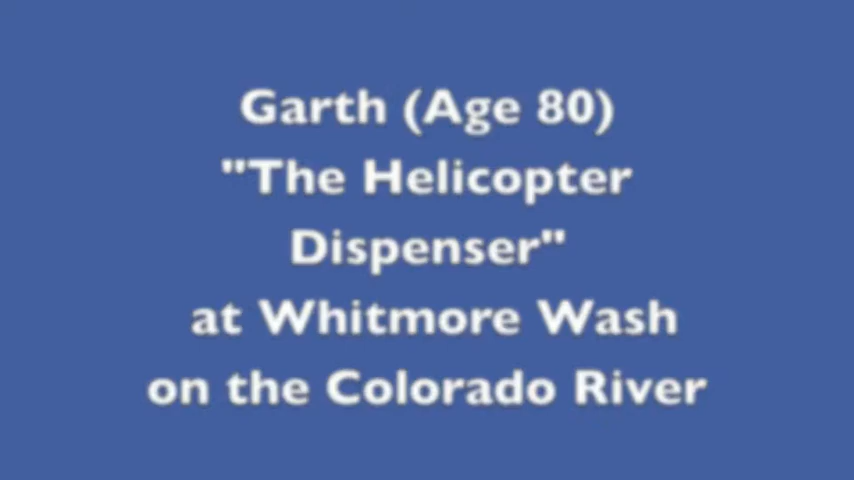 Garth (Age 80)
"The Helicopter
Dispenser"
at Whitmore Wash
on the Colorado River